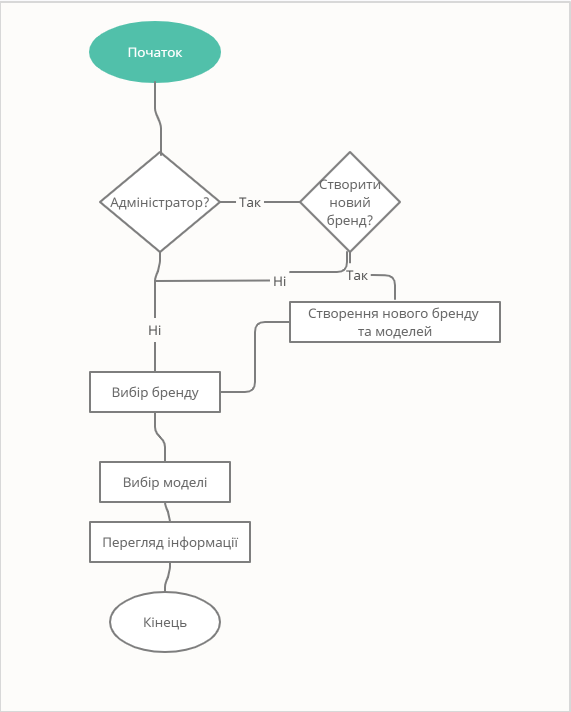 Початок
Адміністратор?
Так
Створити
новий
бренд?
Ні
Так
Створення нового бренду
та моделей
Ні
Вибір бренду
Вибір моделі
Перегляд інформації
Кінець